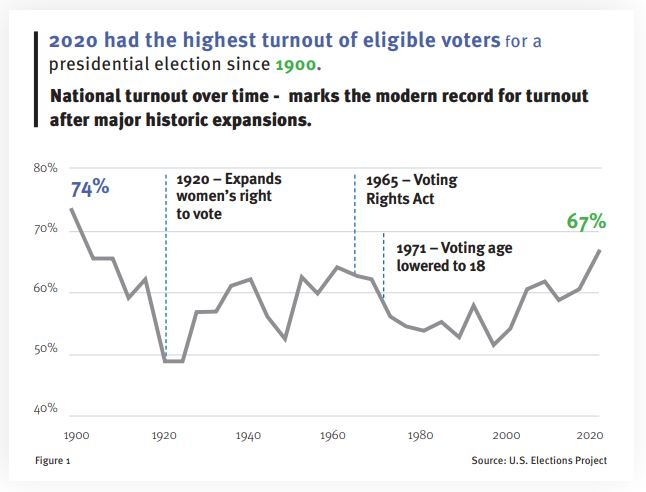 2020 had the highest turnout of eligible voters for a
presidential election since 1900.
National turnout over time - marks the modern record for turnout
after major historic expansions.
80%
74%
1920 – Expands
women's right
to vote
1965 – Voting
Rights Act
67%
70%
1971 – Voting age
lowered to 18
60%
50%
40%
1900 1920 1940 1960 1980 2000 2020
Figure 1
Source: U.S. Elections Project